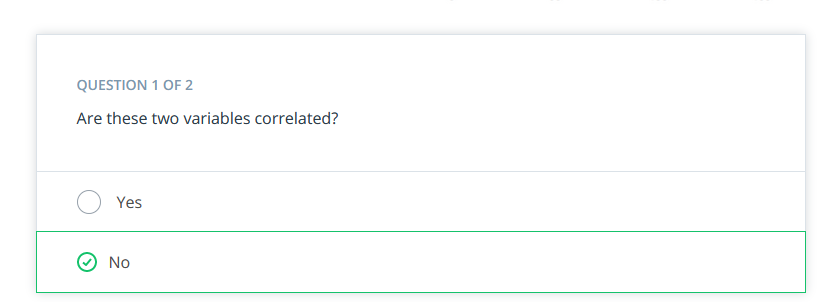 QUESTION 1 OF 2
Are these two variables correlated?
Yes
No